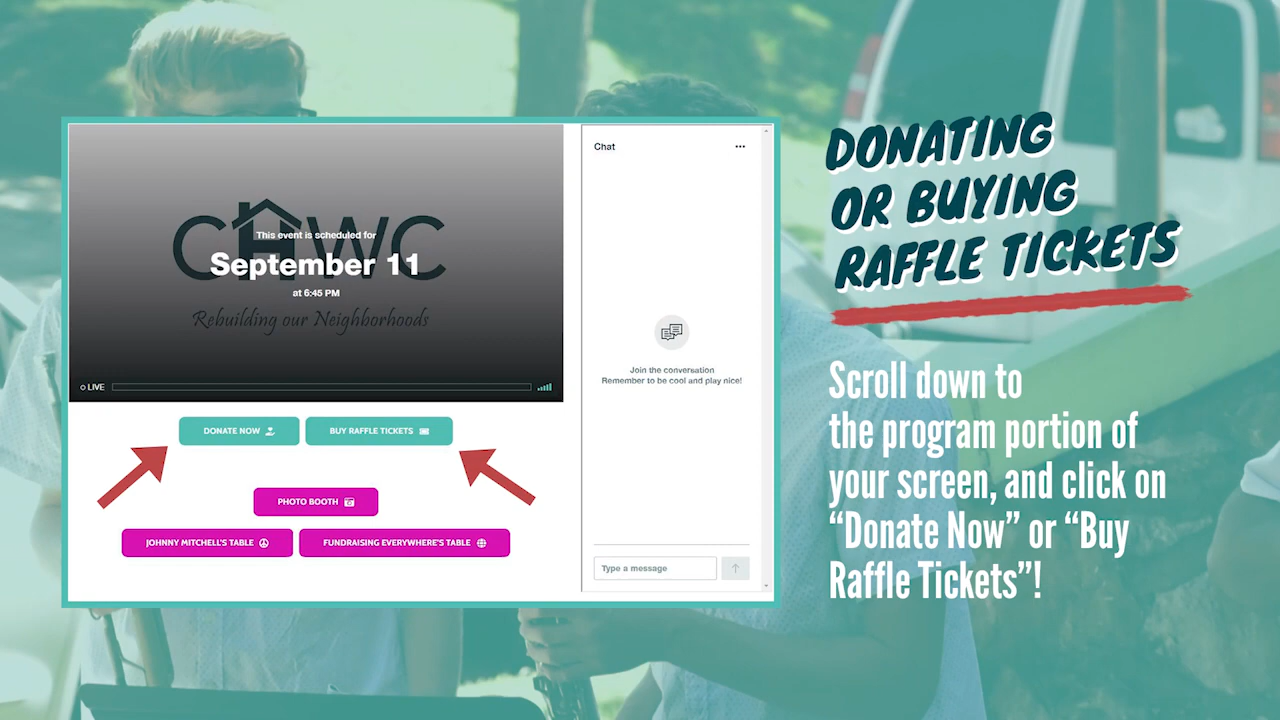 CHWC
This event is scheduled for
September 11
at 6:45 PM
Rebuilding our Neighborhoods
LIVE
DONATE NOW
BUY RAFFLE TICKETS
PHOTO BOOTH
JOHNNY MITCHELL'S TABLE
FUNDRAISING EVERYWHERE'S TABLE
Chat
Join the conversation
Remember to be cool and play nice!
Type a message
DONATING
OR BUYING
RAFFLE TICKETS
Scroll down to
the program portion of
your screen, and click on
“Donate Now” or “Buy
Raffle Tickets”!